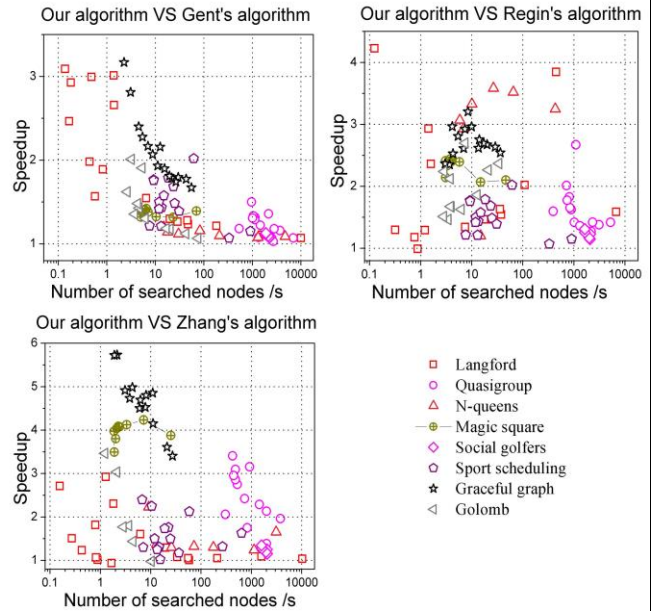 Our algorithm VS Gent's algorithm
Speedup
3
2
1
0.1 1 10 100 1000 10000
Number of searched nodes /s
Our algorithm VS Regin's algorithm
Speedup
4
3
2
1
0.1 1 10 100 1000 10000
Number of searched nodes /s
Our algorithm VS Zhang's algorithm
Speedup
6
5
4
3
2
1
0.1 1 10 100 1000 10000
Number of searched nodes /s
Langford
Quasigroup
N-queens
Magic square
Social golfers
Sport scheduling
Graceful graph
Golomb